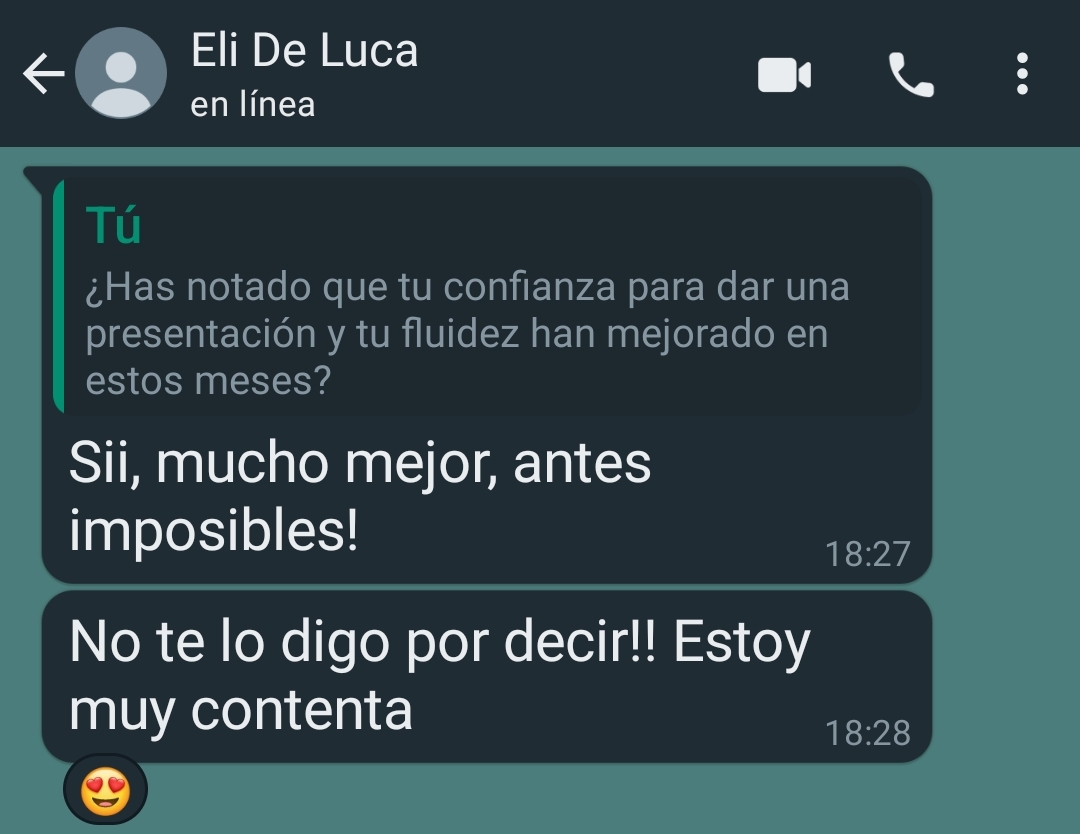 Eli De Luca
en línea
Tú
¿Has notado que tu confianza para dar una
presentación y tu fluidez han mejorado en
estos meses?
Sii, mucho mejor, antes
imposibles!
18:27
No te lo digo por decir!! Estoy
muy contenta
18:28